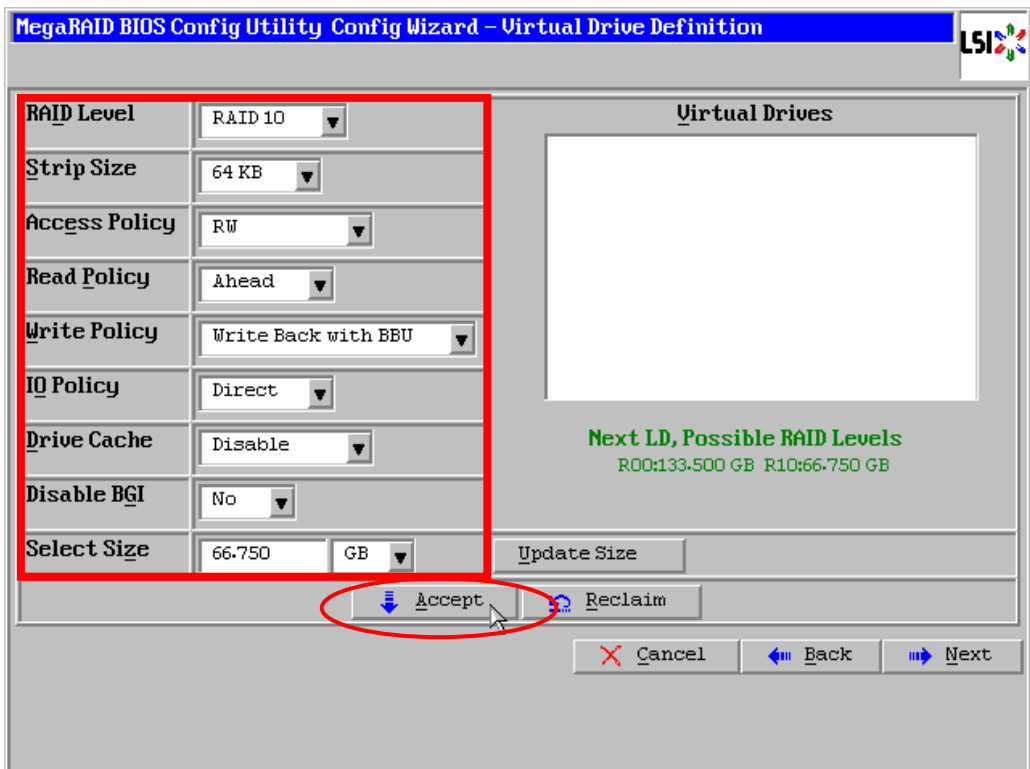 MegaRAID BIOS Config Utility Config Wizard – Virtual Drive Definition
LSI
RAID Level
RAID 10
Virtual Drives
Strip Size
64 KB
Access Policy
RW
Read Policy
Ahead
Write Policy
Write Back with BBU
IO Policy
Direct
Drive Cache
Disable
Next LD, Possible RAID Levels
R00:133.500 GB R10:66.750 GB
Disable BGI
No
Select Size
66.750
GB
Update Size
Accept
Reclaim
Cancel
Back
Next